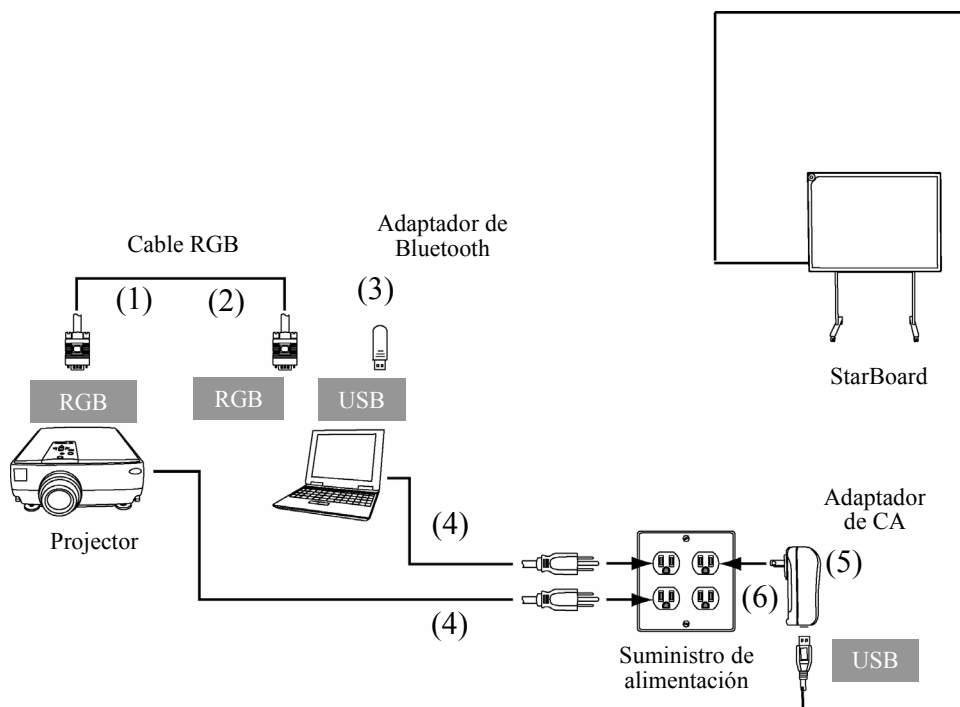 Adaptador de
Bluetooth
Cable RGB
(1)
(2)
(3)
RGB
RGB
USB
StarBoard
Projector
(4)
(4)
Adaptador
de CA
(5)
(6)
Suministro de
alimentación
USB